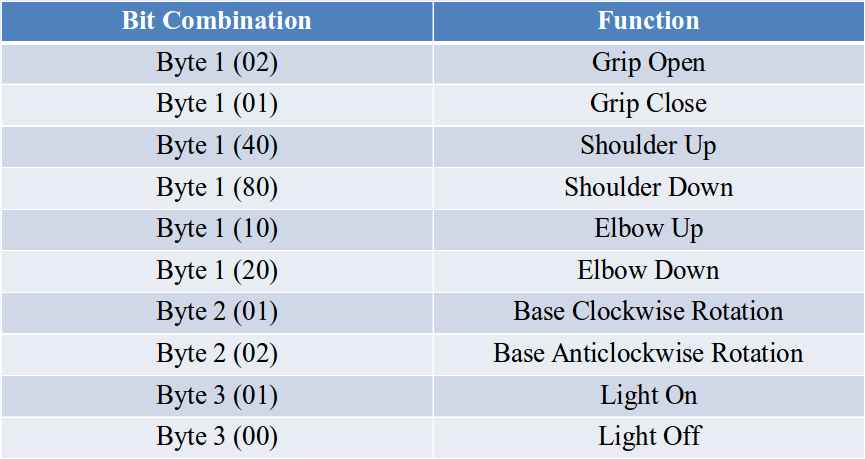 Bit Combination Function
Byte 1 (02) Grip Open
Byte 1 (01) Grip Close
Byte 1 (40) Shoulder Up
Byte 1 (80) Shoulder Down
Byte 1 (10) Elbow Up
Byte 1 (20) Elbow Down
Byte 2 (01) Base Clockwise Rotation
Byte 2 (02) Base Anticlockwise Rotation
Byte 3 (01) Light On
Byte 3 (00) Light Off